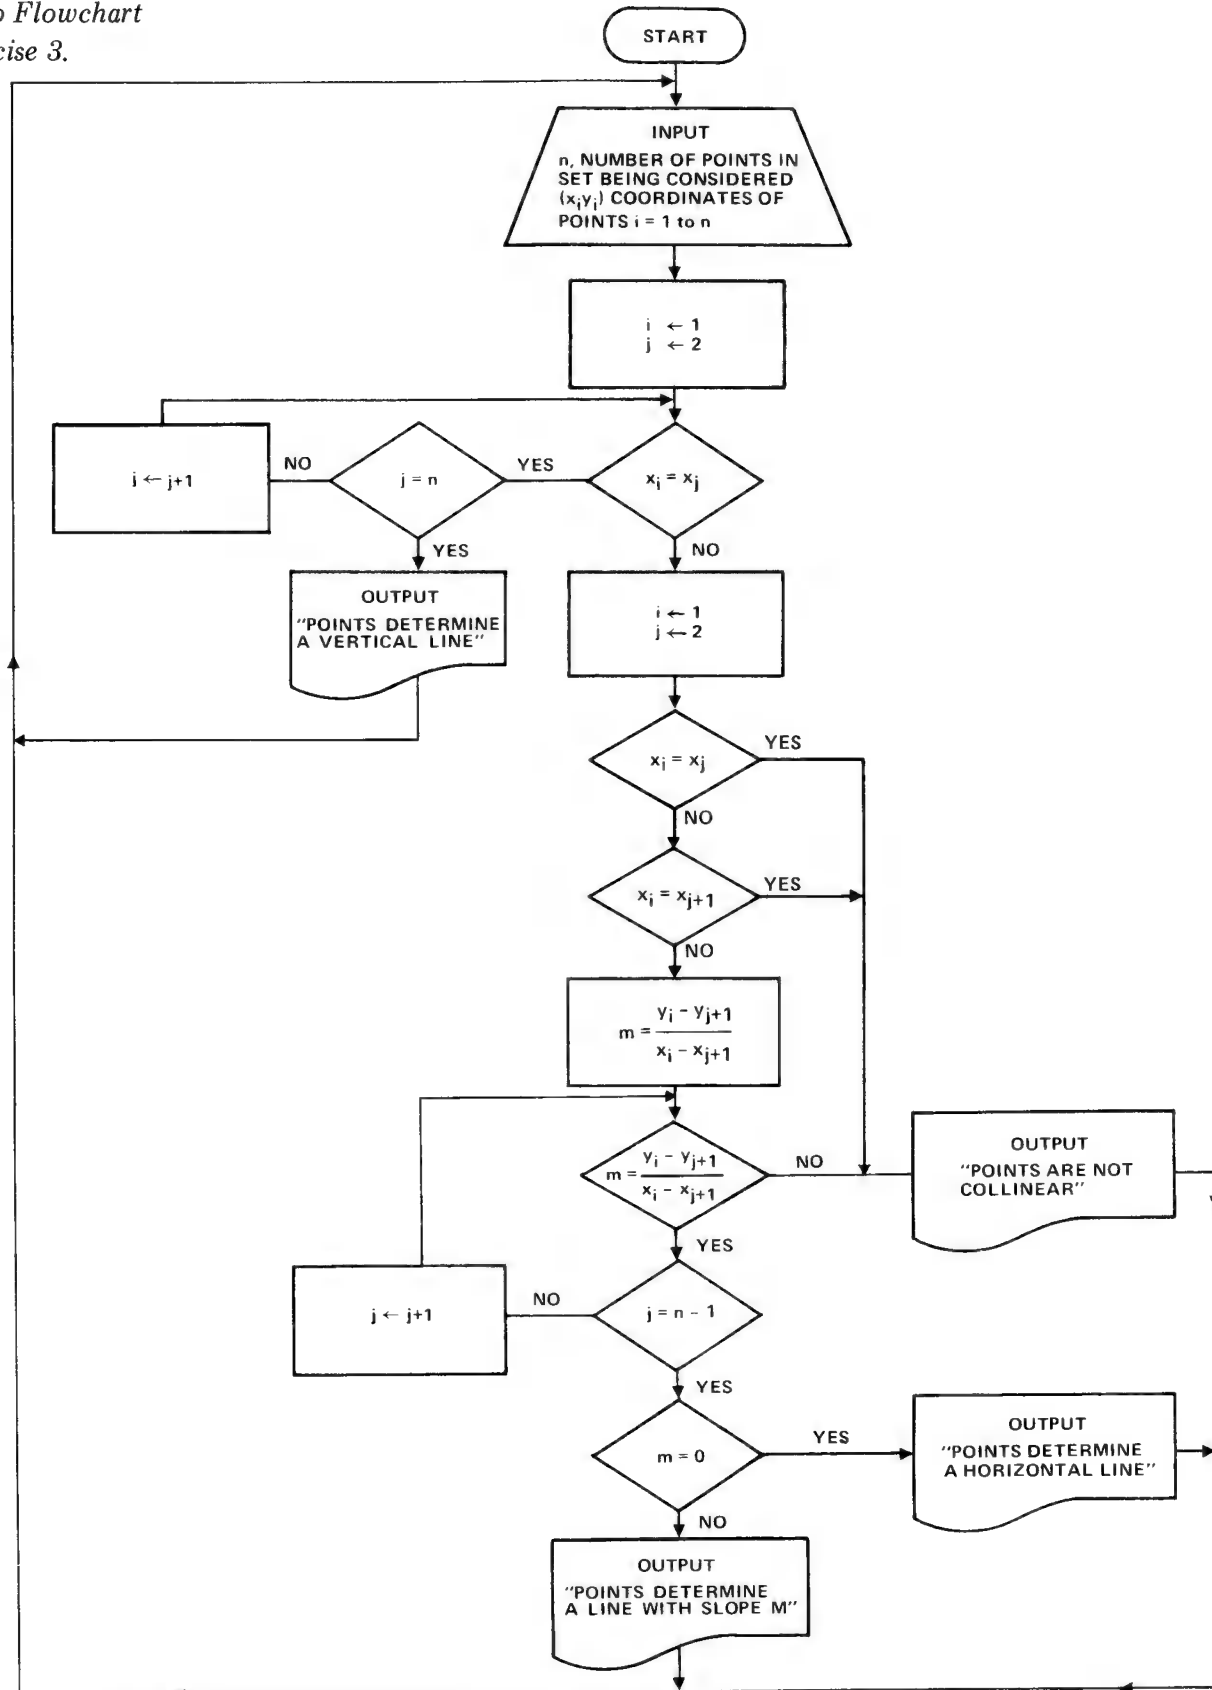 Flowchart
cise 3.
START
INPUT
n, NUMBER OF POINTS IN
SET BEING CONSIDERED
(xᵢyᵢ) COORDINATES OF
POINTS i = 1 to n
i ← 1
j ← 2
j ← j+1
NO
j = n
YES
xᵢ = xⱼ
YES
NO
OUTPUT
"POINTS DETERMINE
A VERTICAL LINE"
i ← 1
j ← 2
xᵢ = xⱼ
YES
NO
xᵢ = xⱼ₊₁
YES
NO
m = (yᵢ − yⱼ₊₁) / (xᵢ − xⱼ₊₁)
m = (yᵢ − yⱼ₊₁) / (xᵢ − xⱼ₊₁)
NO
OUTPUT
"POINTS ARE NOT
COLLINEAR"
YES
j ← j+1
NO
j = n − 1
YES
m = 0
YES
OUTPUT
"POINTS DETERMINE
A HORIZONTAL LINE"
NO
OUTPUT
"POINTS DETERMINE
A LINE WITH SLOPE M"